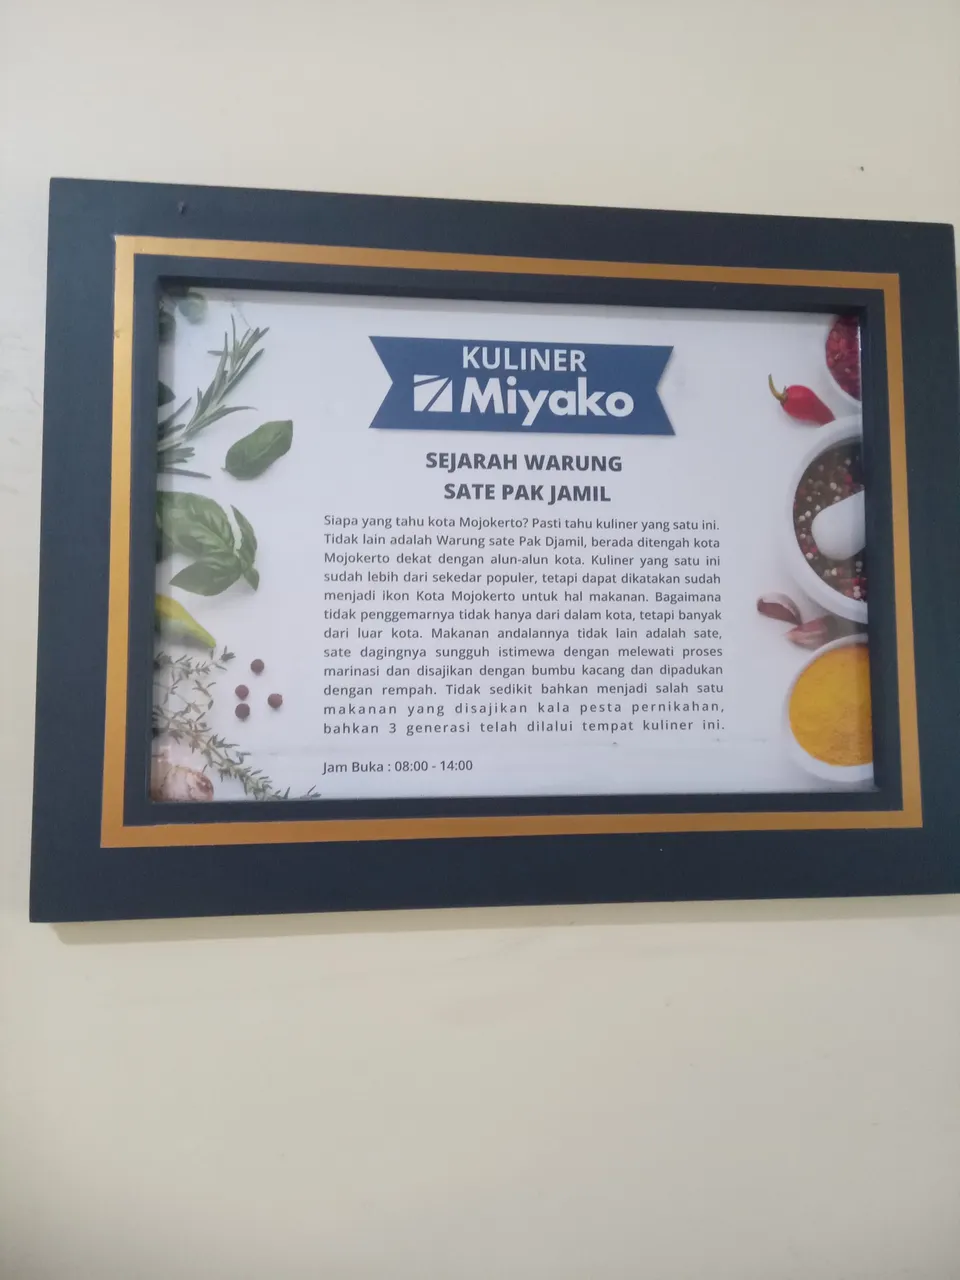 KULINER
Miyako
SEJARAH WARUNG
SATE PAK JAMIL
Siapa yang tahu kota Mojokerto? Pasti tahu kuliner yang satu ini.
Tidak lain adalah Warung sate Pak Djamil, berada ditengah kota
Mojokerto dekat dengan alun-alun kota. Kuliner yang satu ini
sudah lebih dari sekedar populer, tetapi dapat dikatakan sudah
menjadi ikon Kota Mojokerto untuk hal makanan. Bagaimana
tidak penggemarnya tidak hanya dari dalam kota, tetapi banyak
dari luar kota. Makanan andalannya tidak lain adalah sate,
sate dagingnya sungguh istimewa dengan melewati proses
marinasi dan disajikan dengan bumbu kacang dan dipadukan
dengan rempah. Tidak sedikit bahkan menjadi salah satu
makanan yang disajikan kala pesta pernikahan,
bahkan 3 generasi telah dilalui tempat kuliner ini.
Jam Buka : 08:00 - 14:00